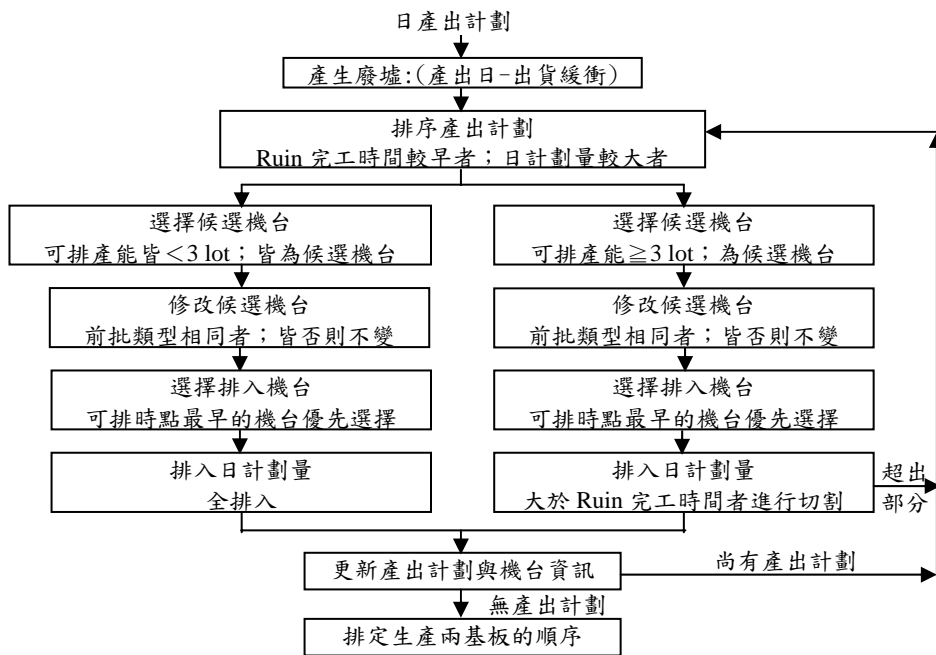 日產出計劃
產生廢墟:(產出日-出貨緩衝)
排序產出計劃
Ruin 完工時間較早者；日計劃量較大者
選擇候選機台
可排產能皆＜3 lot；皆為候選機台
修改候選機台
前批類型相同者；皆否則不變
選擇排入機台
可排時點最早的機台優先選擇
排入日計劃量
全排入
選擇候選機台
可排產能≧3 lot；為候選機台
修改候選機台
前批類型相同者；皆否則不變
選擇排入機台
可排時點最早的機台優先選擇
排入日計劃量
大於 Ruin 完工時間者進行切割
超出
部分
更新產出計劃與機台資訊
尚有產出計劃
無產出計劃
排定生產兩基板的順序